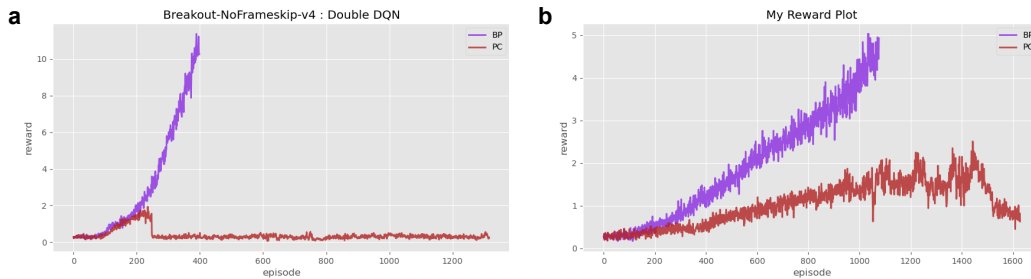 a
Breakout-NoFrameskip-v4 : Double DQN
BP
PC
10
8
6
4
2
0
reward
0
200
400
600
800
1000
1200
episode
b
My Reward Plot
BP
PC
5
4
3
2
1
0
reward
0
200
400
600
800
1000
1200
1400
1600
episode